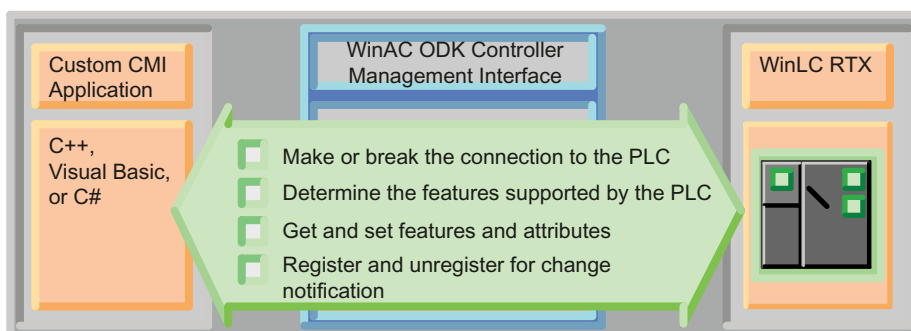 Custom CMI
Application
C++,
Visual Basic,
or C#
WinAC ODK Controller
Management Interface
Make or break the connection to the PLC
Determine the features supported by the PLC
Get and set features and attributes
Register and unregister for change
notification
WinLC RTX